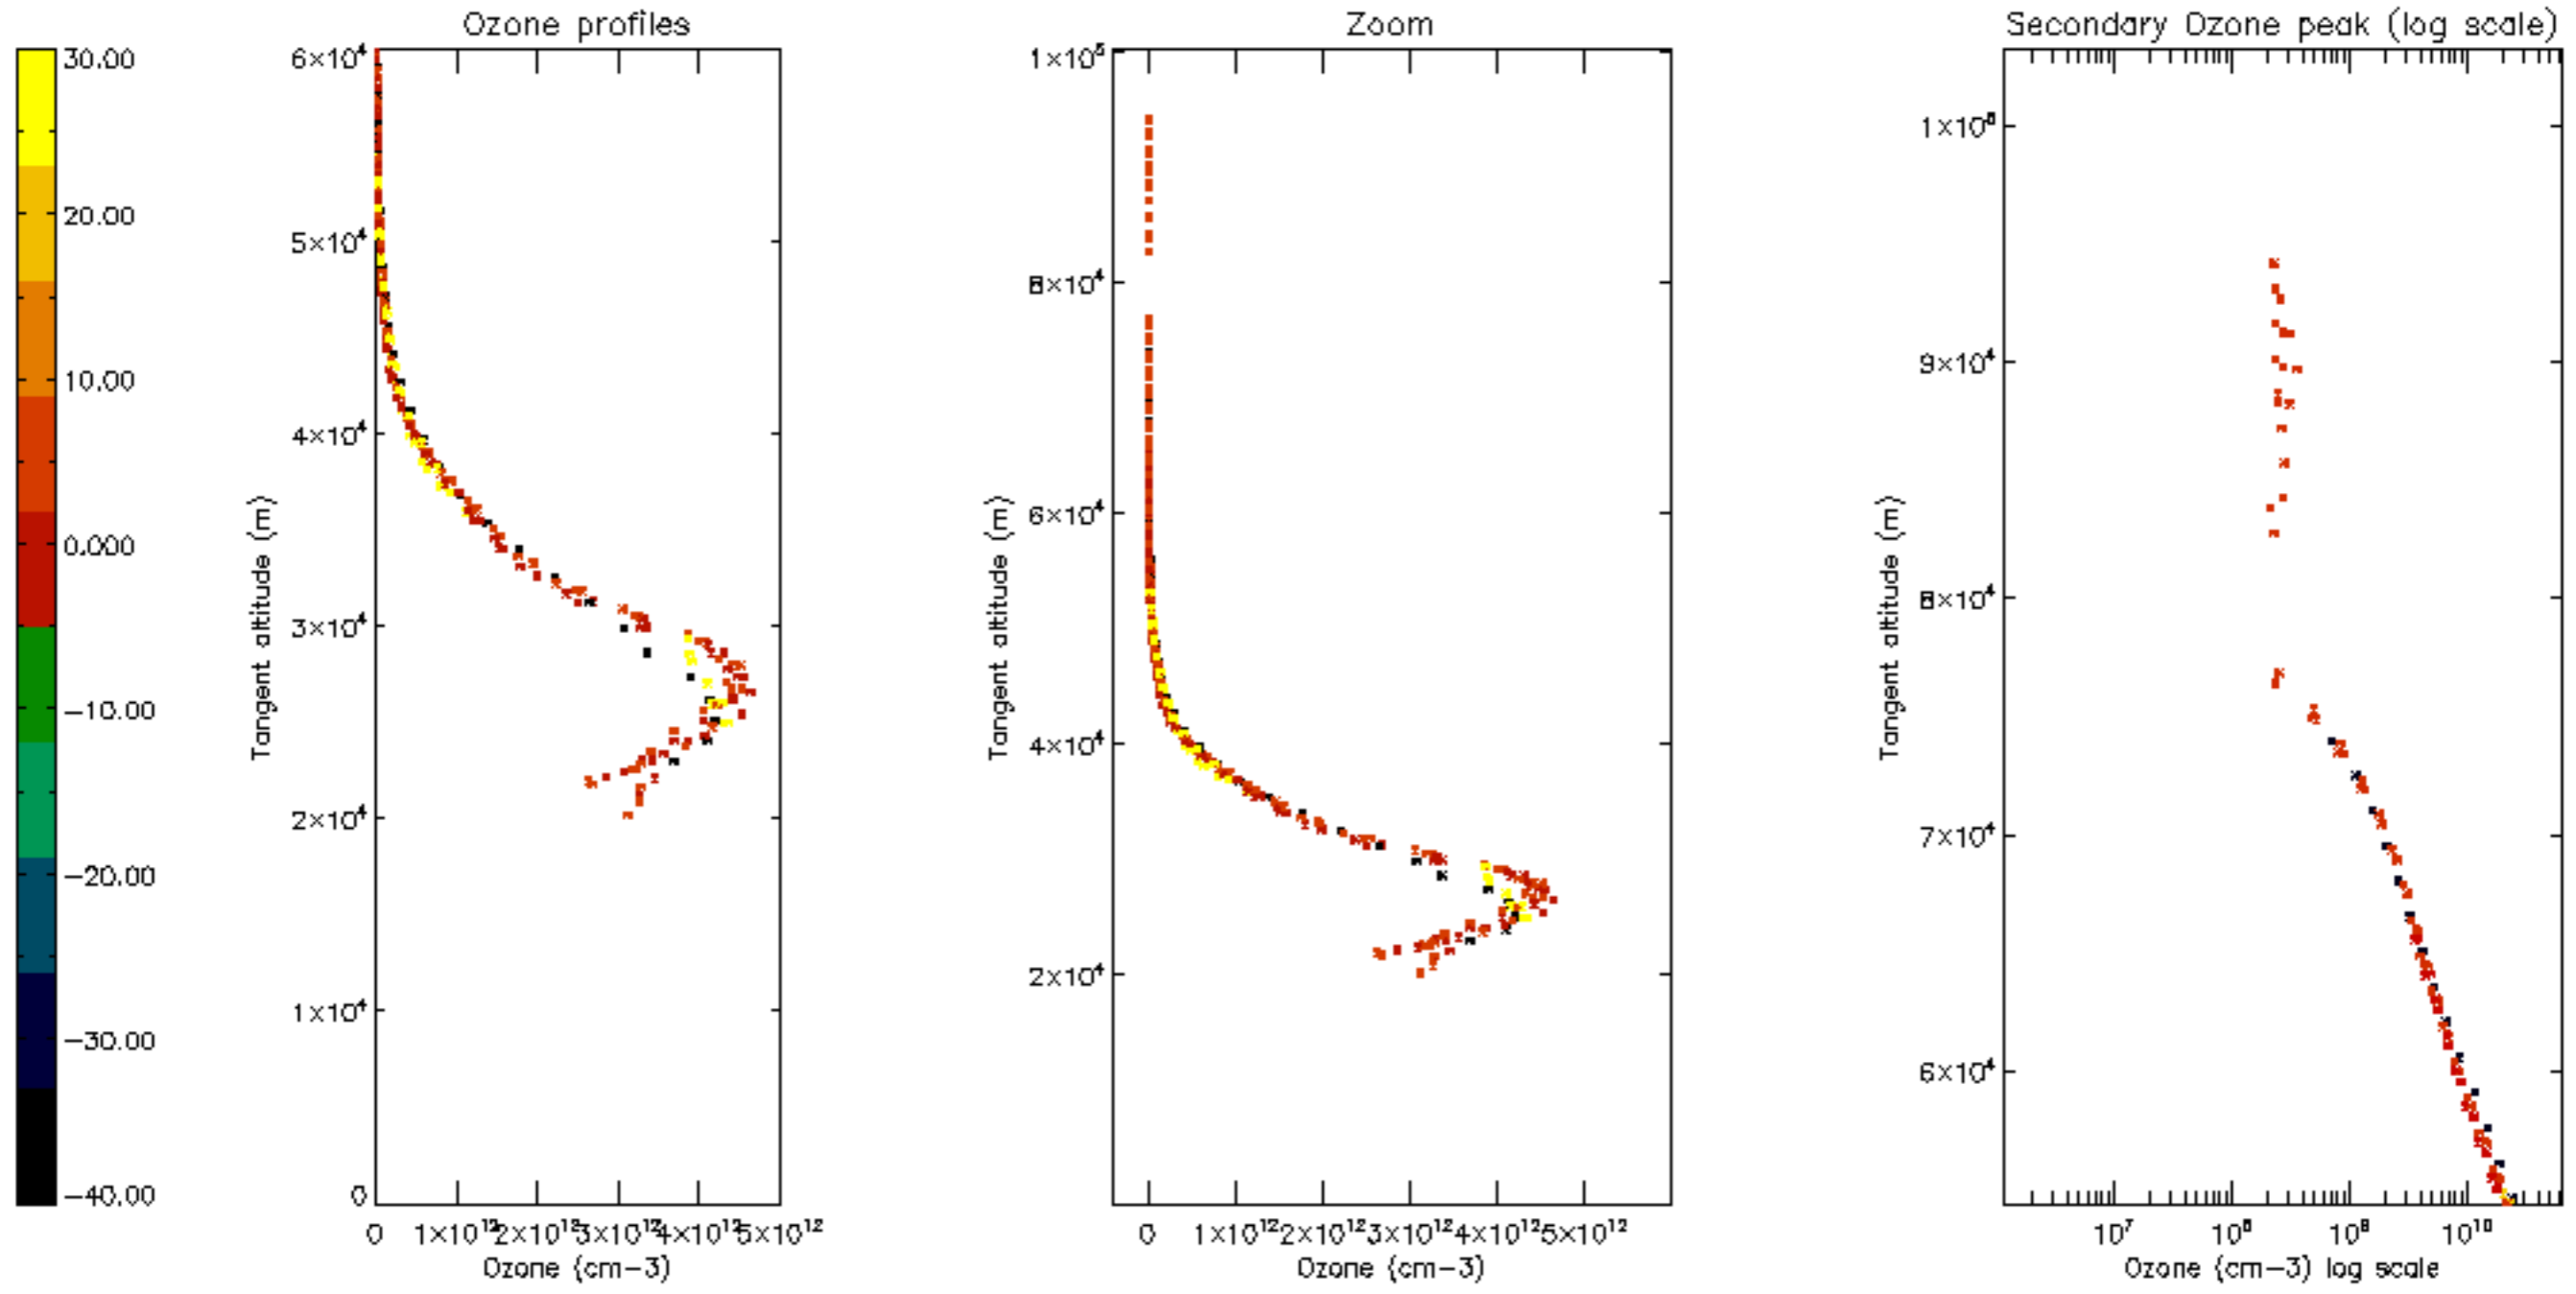 Ozone profiles
Zoom
Secondary Ozone peak (log scale)
30.00
20.00
10.00
0.000
−10.00
−20.00
−30.00
−40.00
6×10⁴
5×10⁴
4×10⁴
3×10⁴
2×10⁴
1×10⁴
0
Tangent altitude (m)
0 1×10¹² 2×10¹² 3×10¹² 4×10¹² 5×10¹²
Ozone (cm−3)
1×10⁵
8×10⁴
6×10⁴
4×10⁴
2×10⁴
Tangent altitude (m)
0 1×10¹² 2×10¹² 3×10¹² 4×10¹² 5×10¹²
Ozone (cm−3)
1×10⁵
9×10⁴
8×10⁴
7×10⁴
6×10⁴
Tangent altitude (m)
10⁷ 10⁸ 10⁹ 10¹⁰
Ozone (cm−3) log scale